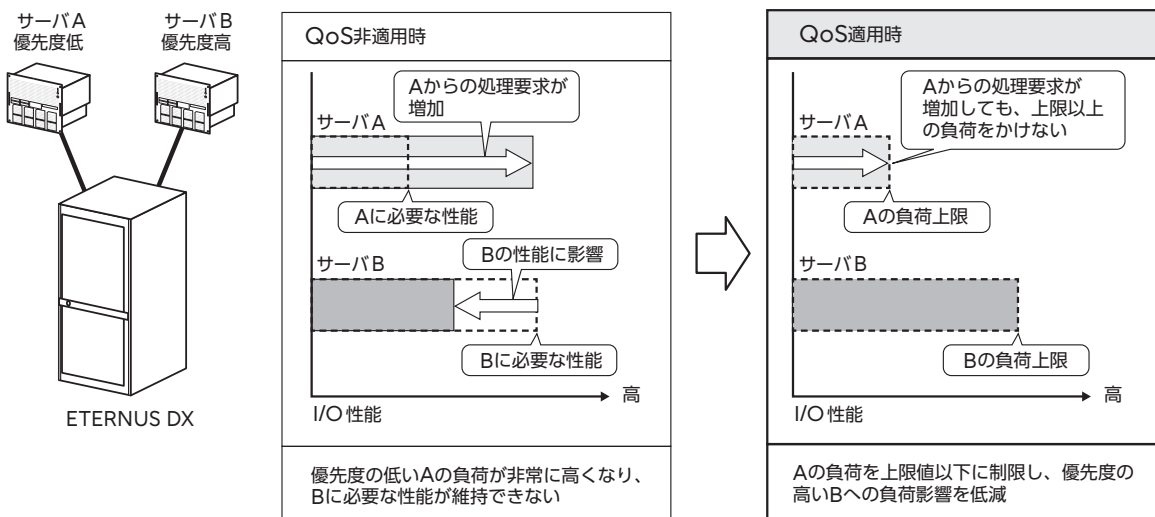 サーバA
優先度低
サーバB
優先度高
ETERNUS DX
QoS非適用時
Aからの処理要求が
増加
サーバA
Aに必要な性能
Bの性能に影響
サーバB
Bに必要な性能
高
I/O性能
優先度の低いAの負荷が非常に高くなり、
Bに必要な性能が維持できない
QoS適用時
Aからの処理要求が
増加しても、上限以上
の負荷をかけない
サーバA
Aの負荷上限
サーバB
Bの負荷上限
高
I/O性能
Aの負荷を上限値以下に制限し、優先度の
高いBへの負荷影響を低減